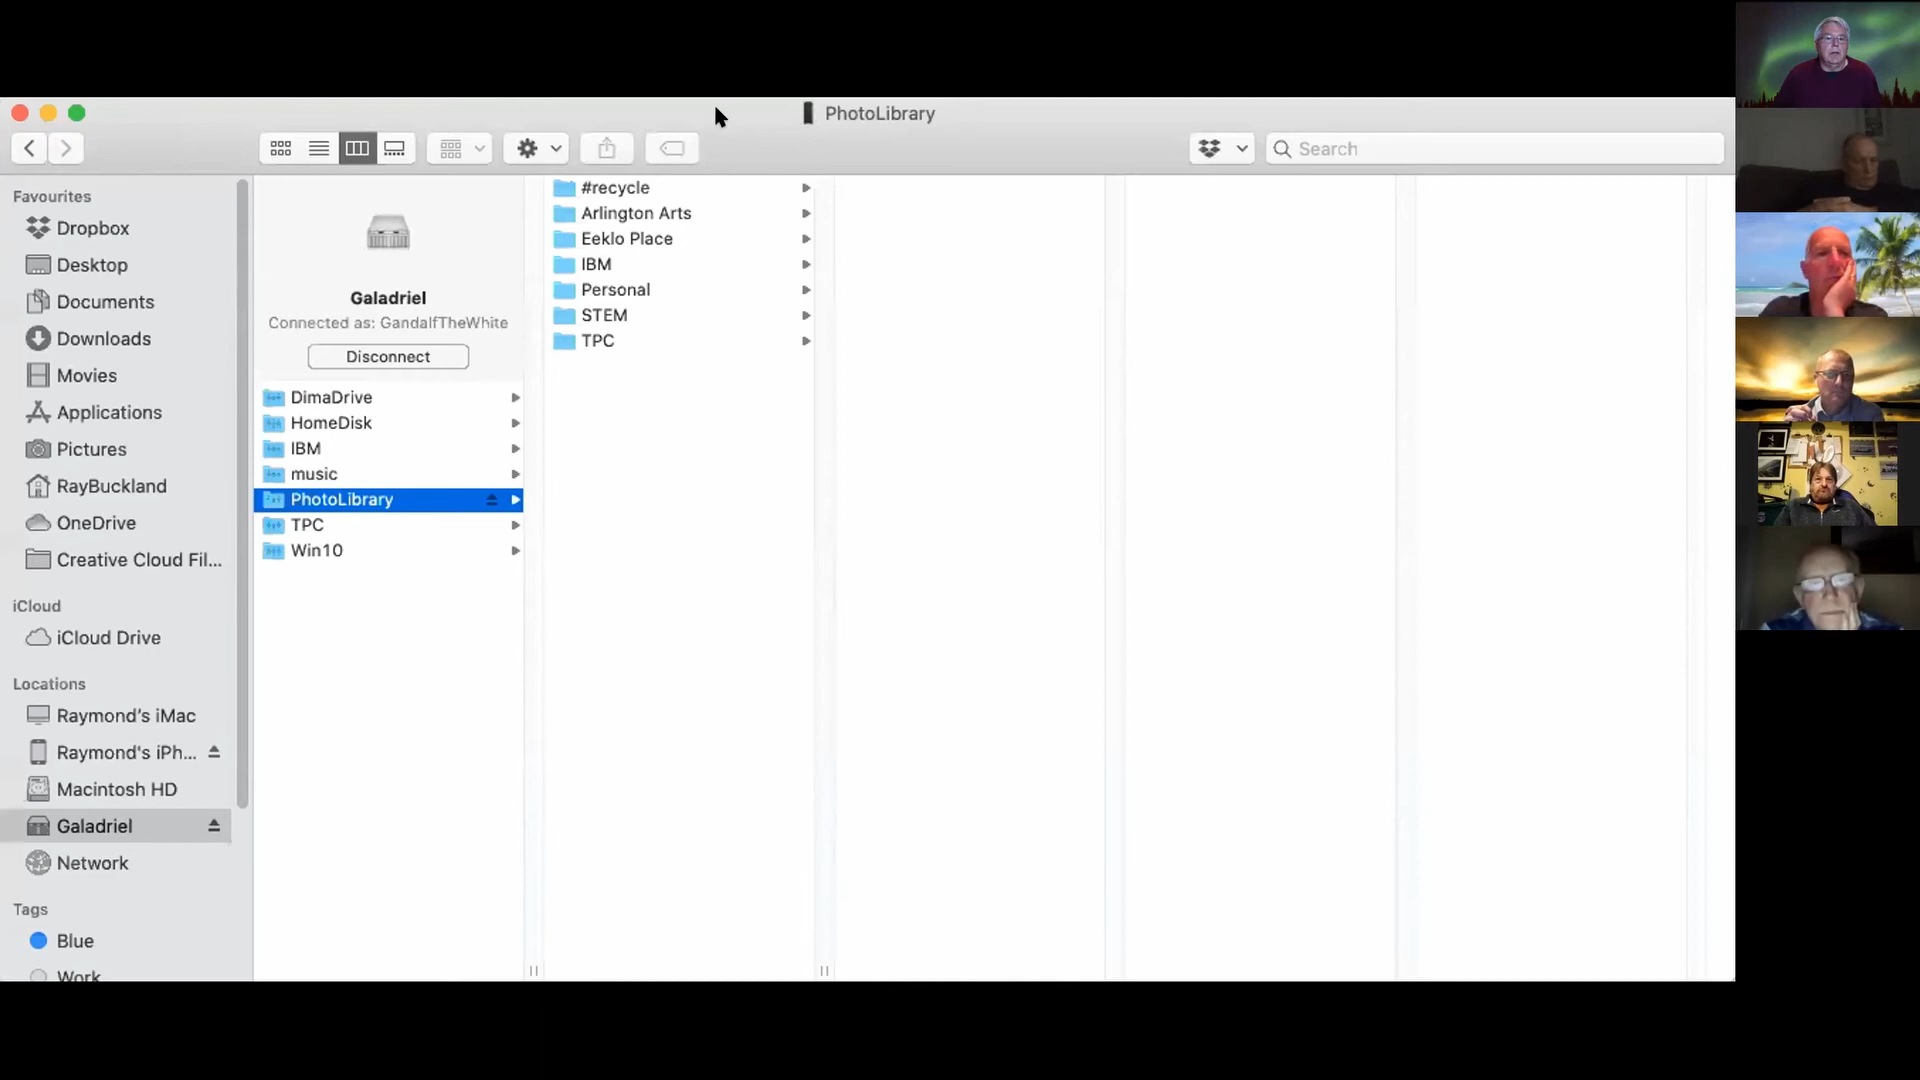 PhotoLibrary
Search
Favourites
Dropbox
Desktop
Documents
Downloads
Movies
Applications
Pictures
RayBuckland
OneDrive
Creative Cloud Fil...
iCloud
iCloud Drive
Locations
Raymond's iMac
Raymond's iPh...
Macintosh HD
Galadriel
Network
Tags
Blue
Work
Galadriel
Connected as: GandalfTheWhite
Disconnect
DimaDrive
HomeDisk
IBM
music
PhotoLibrary
TPC
Win10
#recycle
Arlington Arts
Eeklo Place
IBM
Personal
STEM
TPC